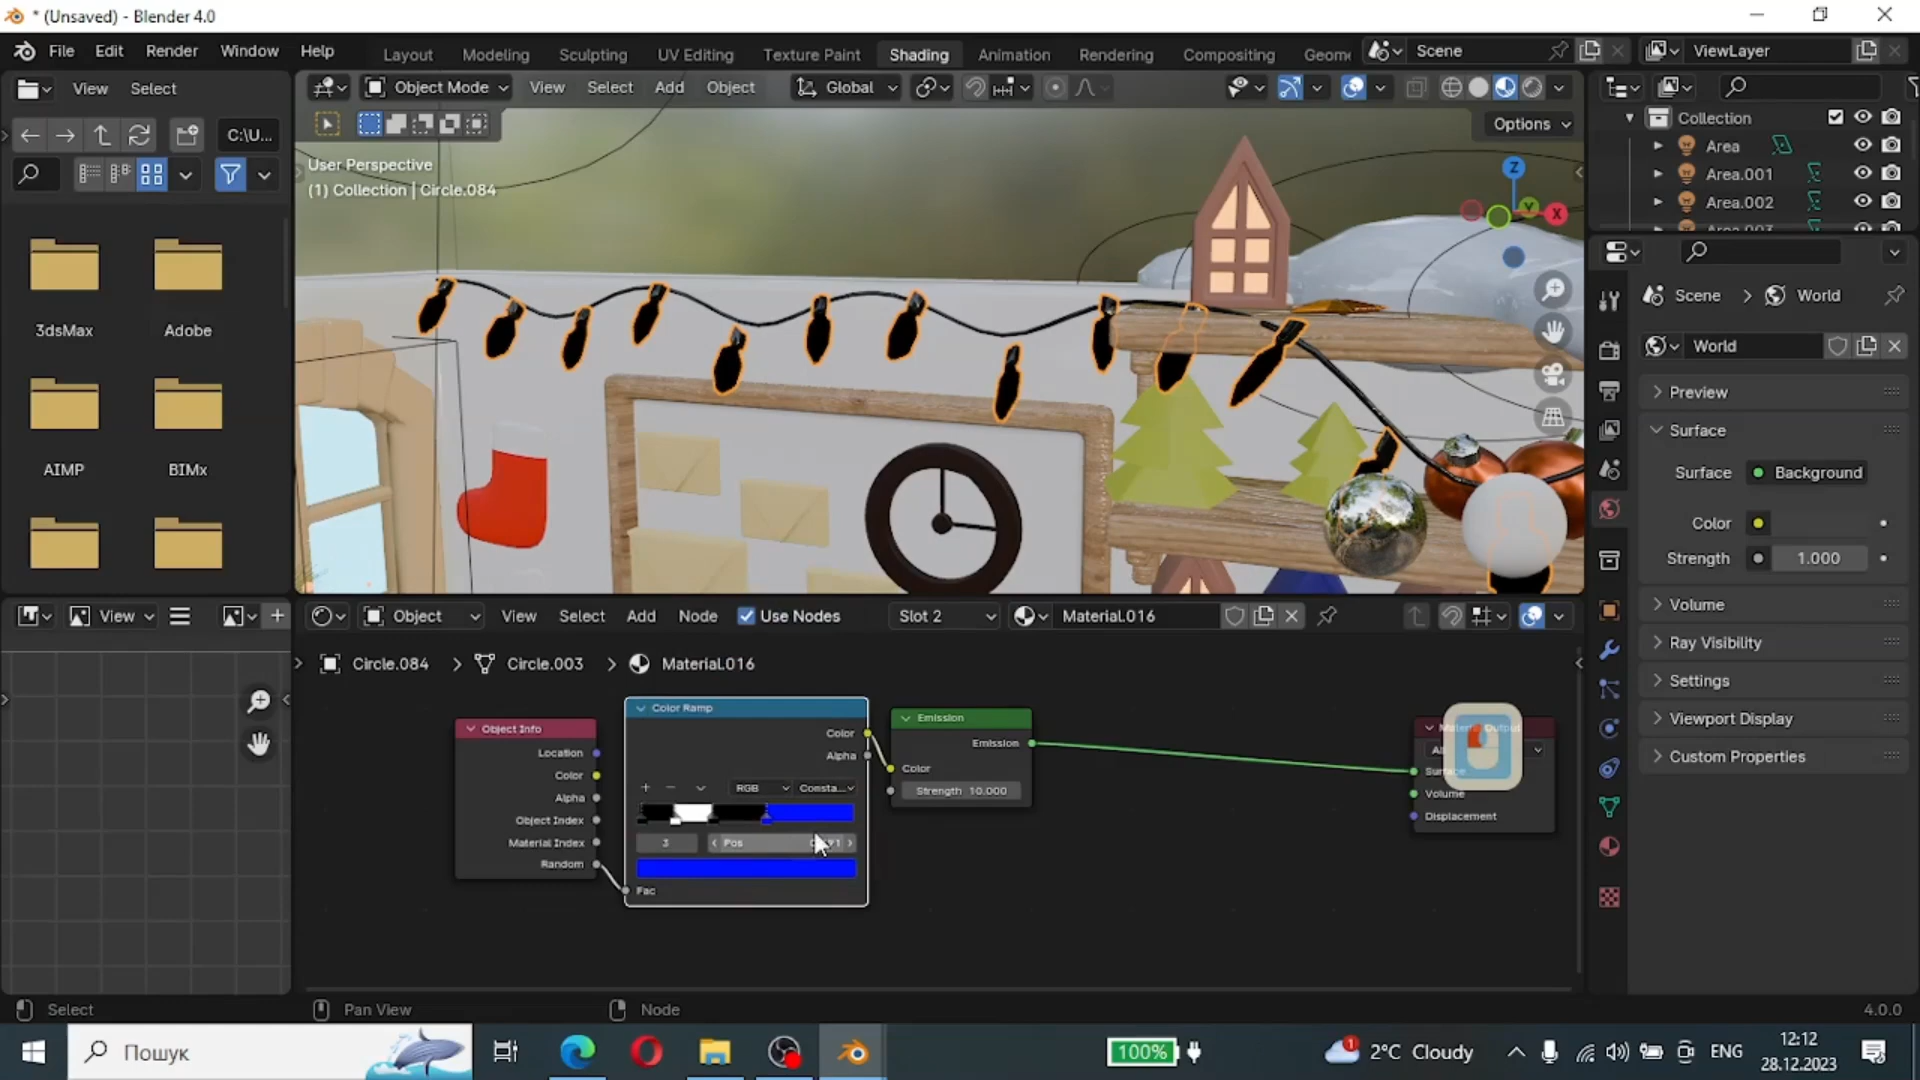 * (Unsaved) - Blender 4.0
File Edit Render Window Help
Layout Modeling Sculpting UV Editing Texture Paint Shading Animation Rendering Compositing Geom
Scene
ViewLayer
View Select
C:\U...
3dsMax Adobe
AIMP BIMx
Object Mode View Select Add Object Global
Options
User Perspective
(1) Collection | Circle.084
Z
Y
X
Collection
Area
Area.001
Area.002
Area.003
Scene > World
World
Preview
Surface
Surface Background
Color
Strength 1.000
Volume
Ray Visibility
Settings
Viewport Display
Custom Properties
View
Object View Select Add Node Use Nodes Slot 2 Material.016
Circle.084 > Circle.003 > Material.016
Object Info
Location
Color
Alpha
Object Index
Material Index
Random
Color Ramp
Color
Alpha
RGB Consta...
3 Pos
Fac
Emission
Emission
Color
Strength 10.000
Volume
Displacement
Select Pan View Node 4.0.0
Пошук
100%
1
2°C Cloudy
ENG
12:12
28.12.2023